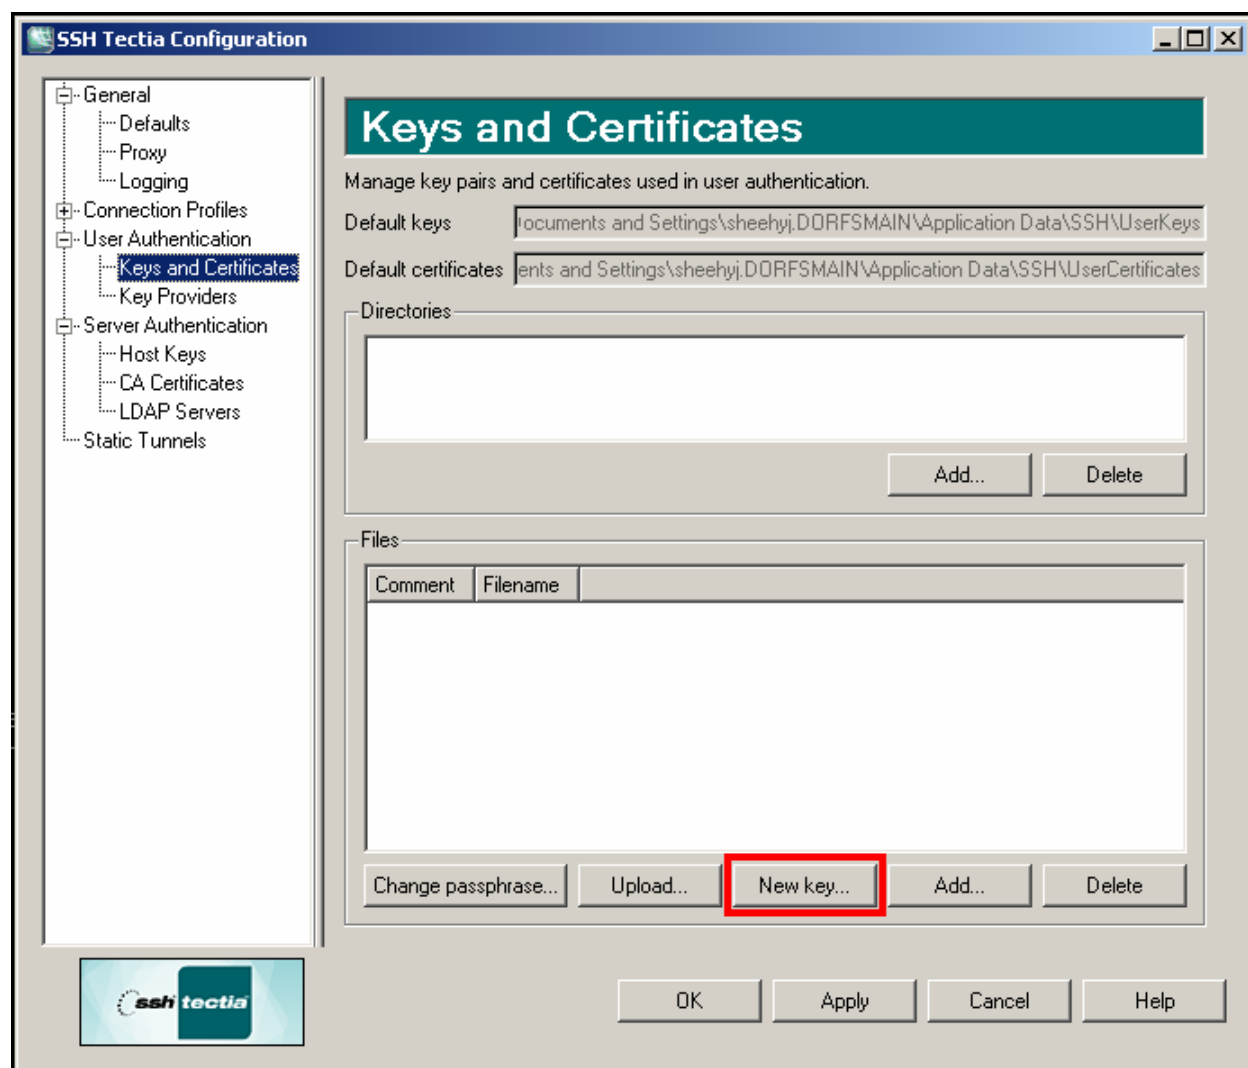 SSH Tectia Configuration
General
Defaults
Proxy
Logging
Connection Profiles
User Authentication
Keys and Certificates
Key Providers
Server Authentication
Host Keys
CA Certificates
LDAP Servers
Static Tunnels
ssh tectia
Keys and Certificates
Manage key pairs and certificates used in user authentication.
Default keys ocuments and Settings\sheehyj.DORFSMAIN\Application Data\SSH\UserKeys
Default certificates ents and Settings\sheehyj.DORFSMAIN\Application Data\SSH\UserCertificates
Directories
Add... Delete
Files
Comment Filename
Change passphrase... Upload... New key... Add... Delete
OK Apply Cancel Help